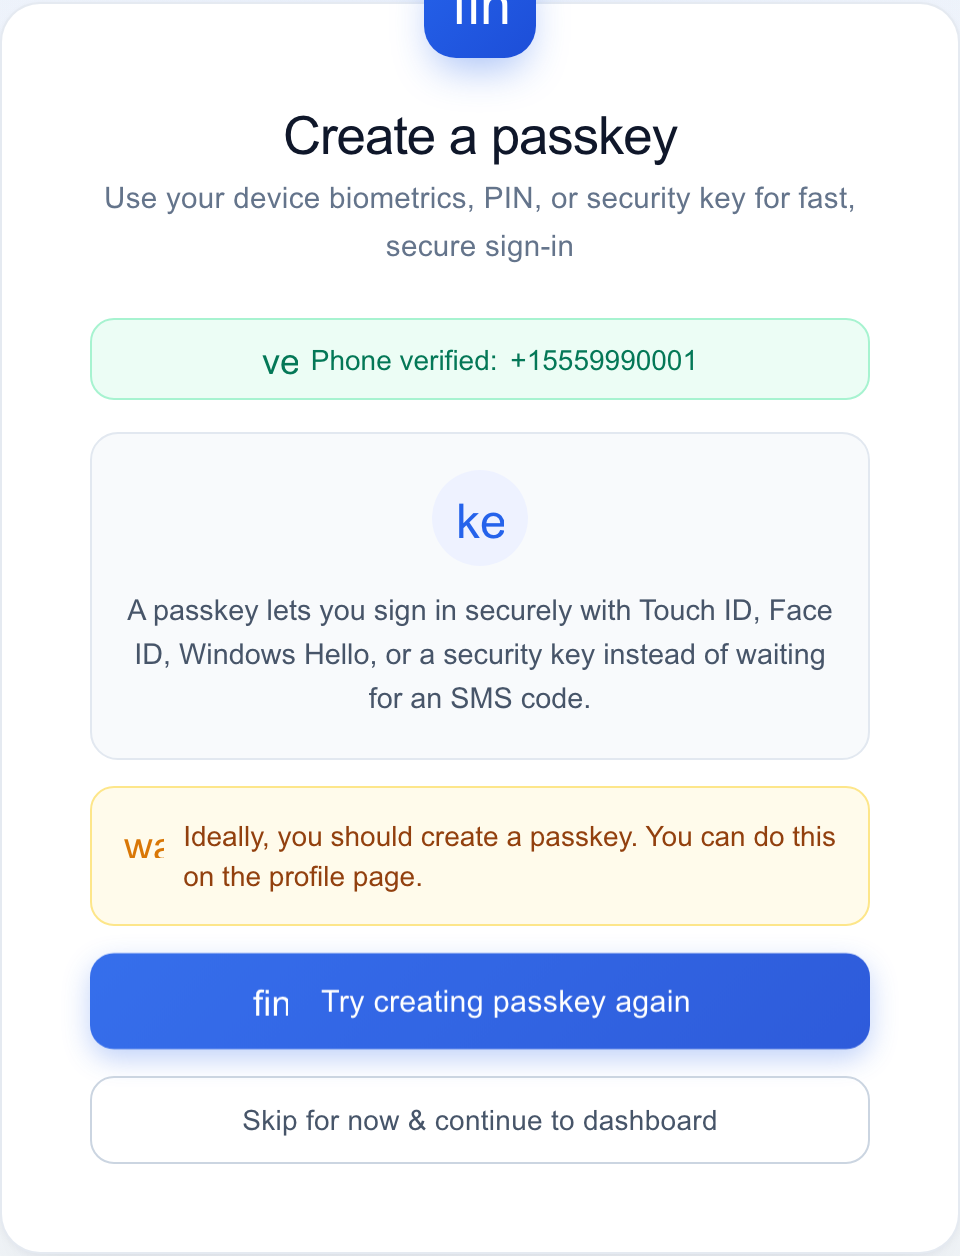 fin
Create a passkey
Use your device biometrics, PIN, or security key for fast,
secure sign-in
ve Phone verified: +15559990001
ke
A passkey lets you sign in securely with Touch ID, Face
ID, Windows Hello, or a security key instead of waiting
for an SMS code.
wa Ideally, you should create a passkey. You can do this
on the profile page.
fin Try creating passkey again
Skip for now & continue to dashboard